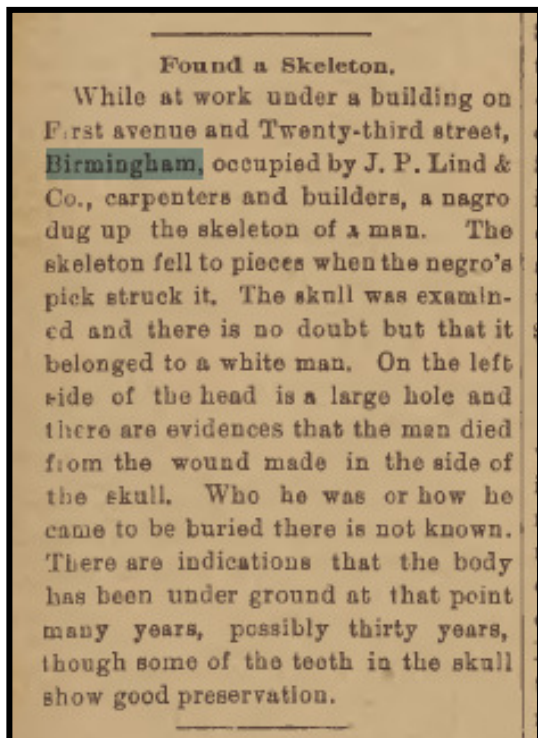 Found a Skeleton.
While at work under a building on
First avenue and Twenty-third street,
Birmingham, occupied by J. P. Lind &
Co., carpenters and builders, a nagro
dug up the skeleton of a man. The
skeleton fell to pieces when the negro's
pick struck it. The skull was examin-
ed and there is no doubt but that it
belonged to a white man. On the left
side of the head is a large hole and
there are evidences that the man died
from the wound made in the side of
the skull. Who he was or how he
came to be buried there is not known.
There are indications that the body
has been under ground at that point
many years, possibly thirty years,
though some of the teeth in the skull
show good preservation.